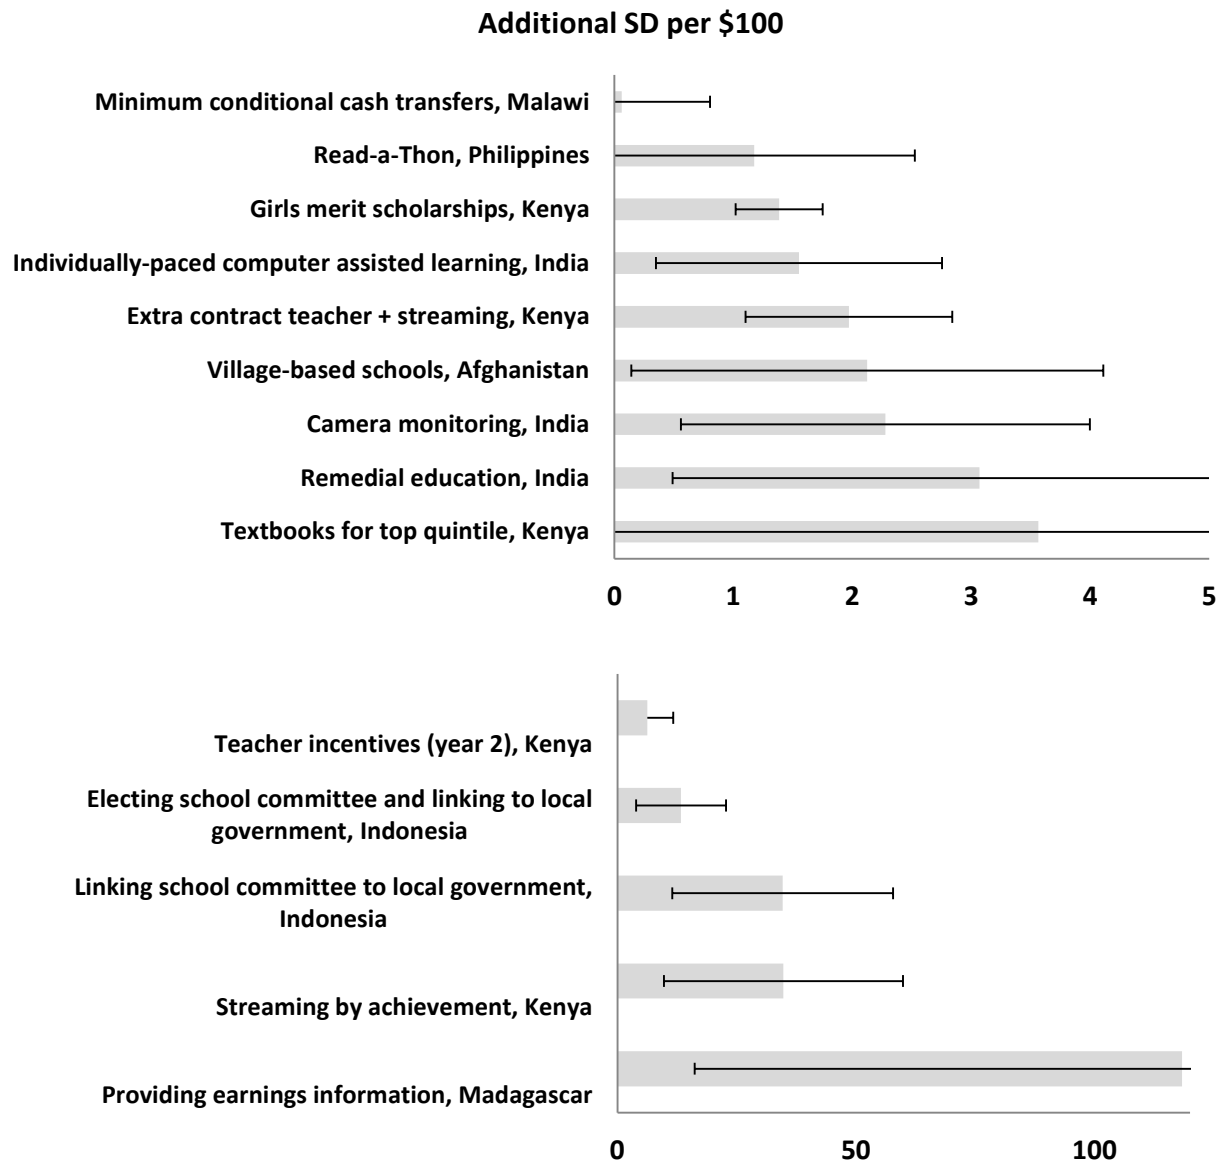 Additional SD per $100
Minimum conditional cash transfers, Malawi
Read-a-Thon, Philippines
Girls merit scholarships, Kenya
Individually-paced computer assisted learning, India
Extra contract teacher + streaming, Kenya
Village-based schools, Afghanistan
Camera monitoring, India
Remedial education, India
Textbooks for top quintile, Kenya
0 1 2 3 4 5
Teacher incentives (year 2), Kenya
Electing school committee and linking to local
government, Indonesia
Linking school committee to local government,
Indonesia
Streaming by achievement, Kenya
Providing earnings information, Madagascar
0 50 100